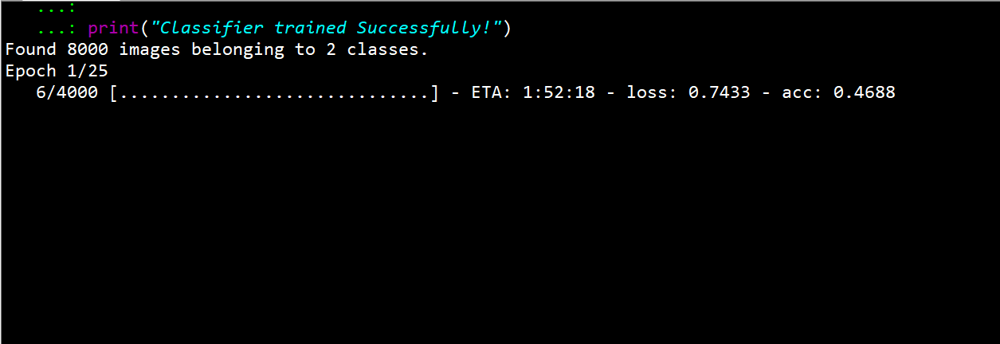 ...:
...: print("Classifier trained Successfully!")
Found 8000 images belonging to 2 classes.
Epoch 1/25
6/4000 [..............................] - ETA: 1:52:18 - loss: 0.7433 - acc: 0.4688